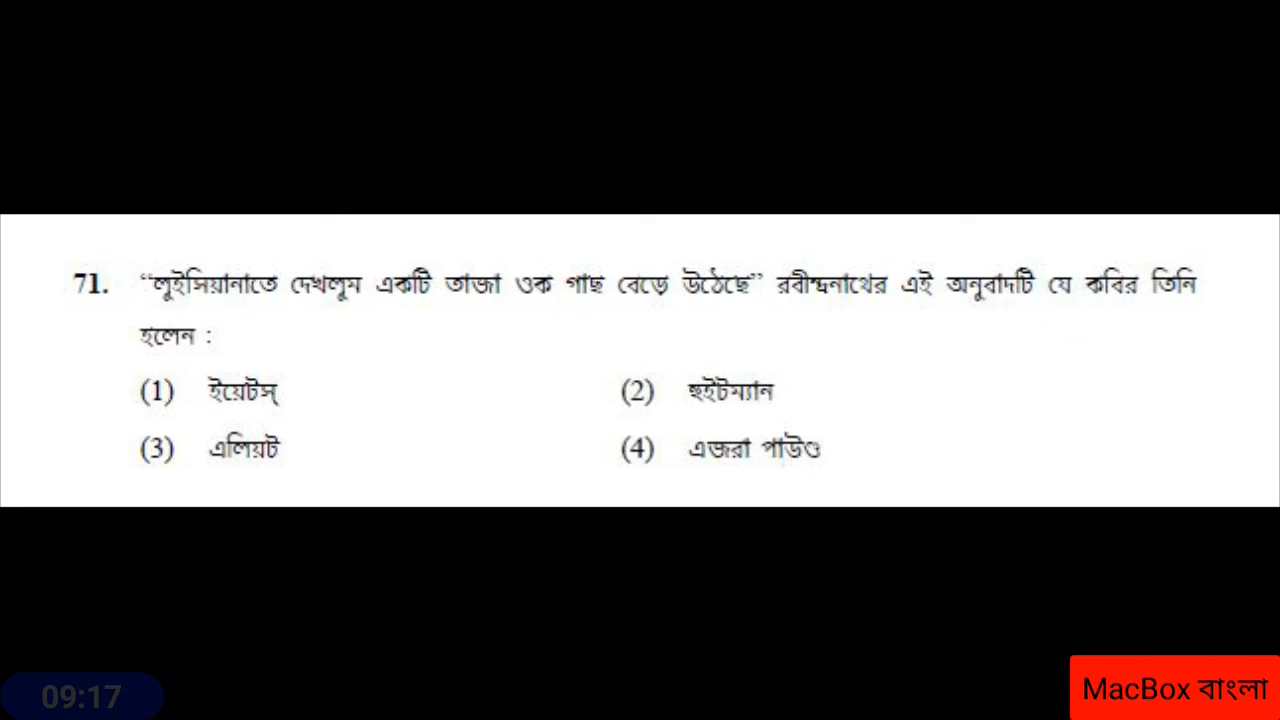 71. “লুইসিয়ানাতে দেখলুম একটি তাজা ওক গাছ বেড়ে উঠেছে” রবীন্দ্রনাথের এই অনুবাদটি যে কবির তিনি
হলেন :
(1) ইয়েটস্ (2) হুইটম্যান
(3) এলিয়ট (4) এজরা পাউণ্ড
09:17
MacBox বাংলা